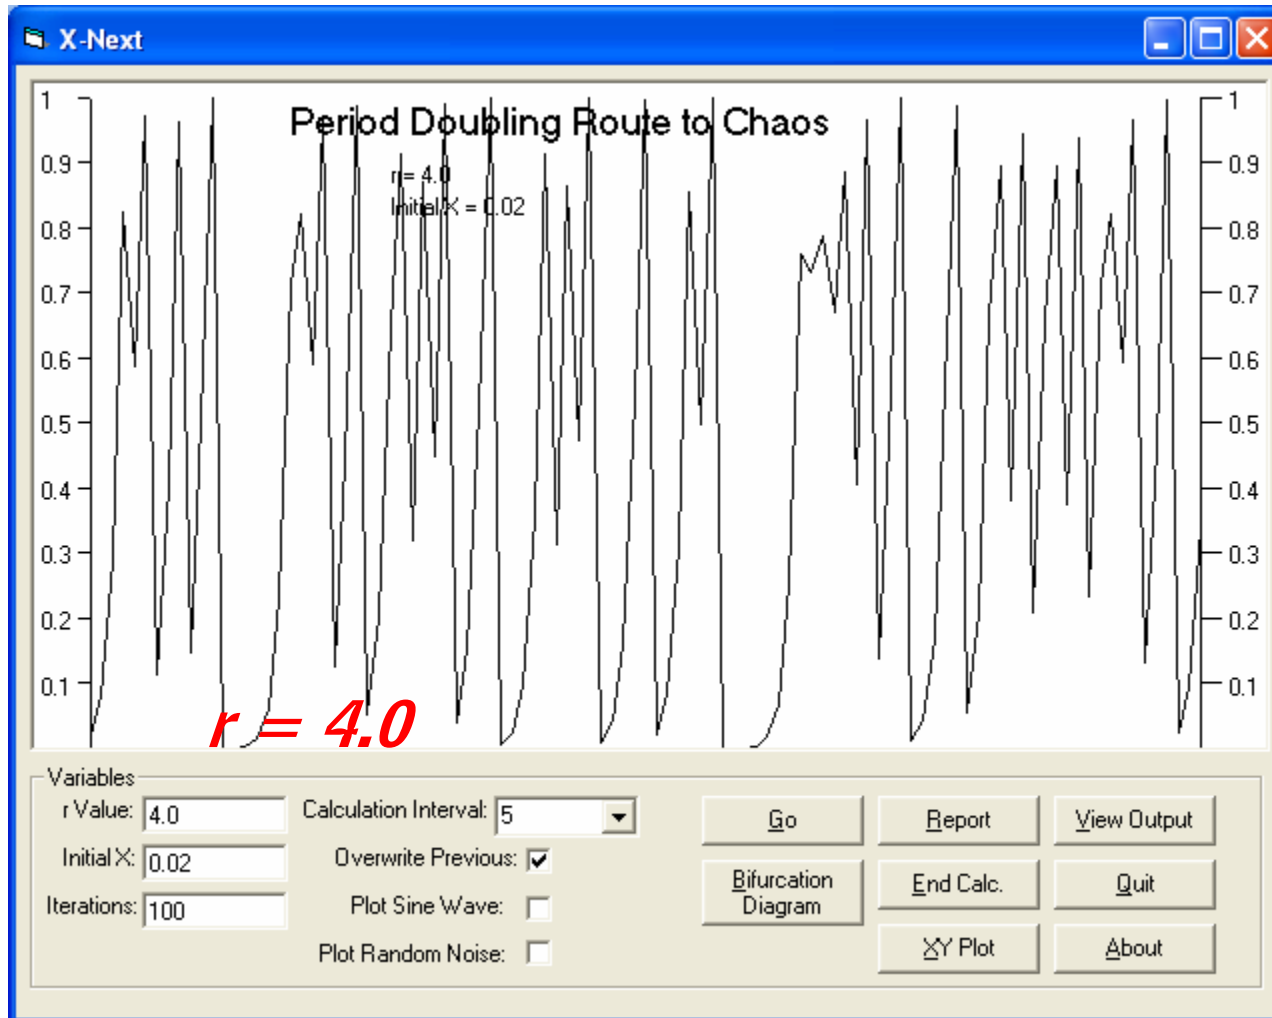 X-Next
Period Doubling Route to Chaos
r = 4.0
Initial X = 0.02
1
0.9
0.8
0.7
0.6
0.5
0.4
0.3
0.2
0.1
1
0.9
0.8
0.7
0.6
0.5
0.4
0.3
0.2
0.1
r = 4.0
Variables
r Value: 4.0
Initial X: 0.02
Iterations: 100
Calculation Interval: 5
Overwrite Previous:
Plot Sine Wave:
Plot Random Noise:
Go
Report
View Output
Bifurcation
Diagram
End Calc.
Quit
XY Plot
About